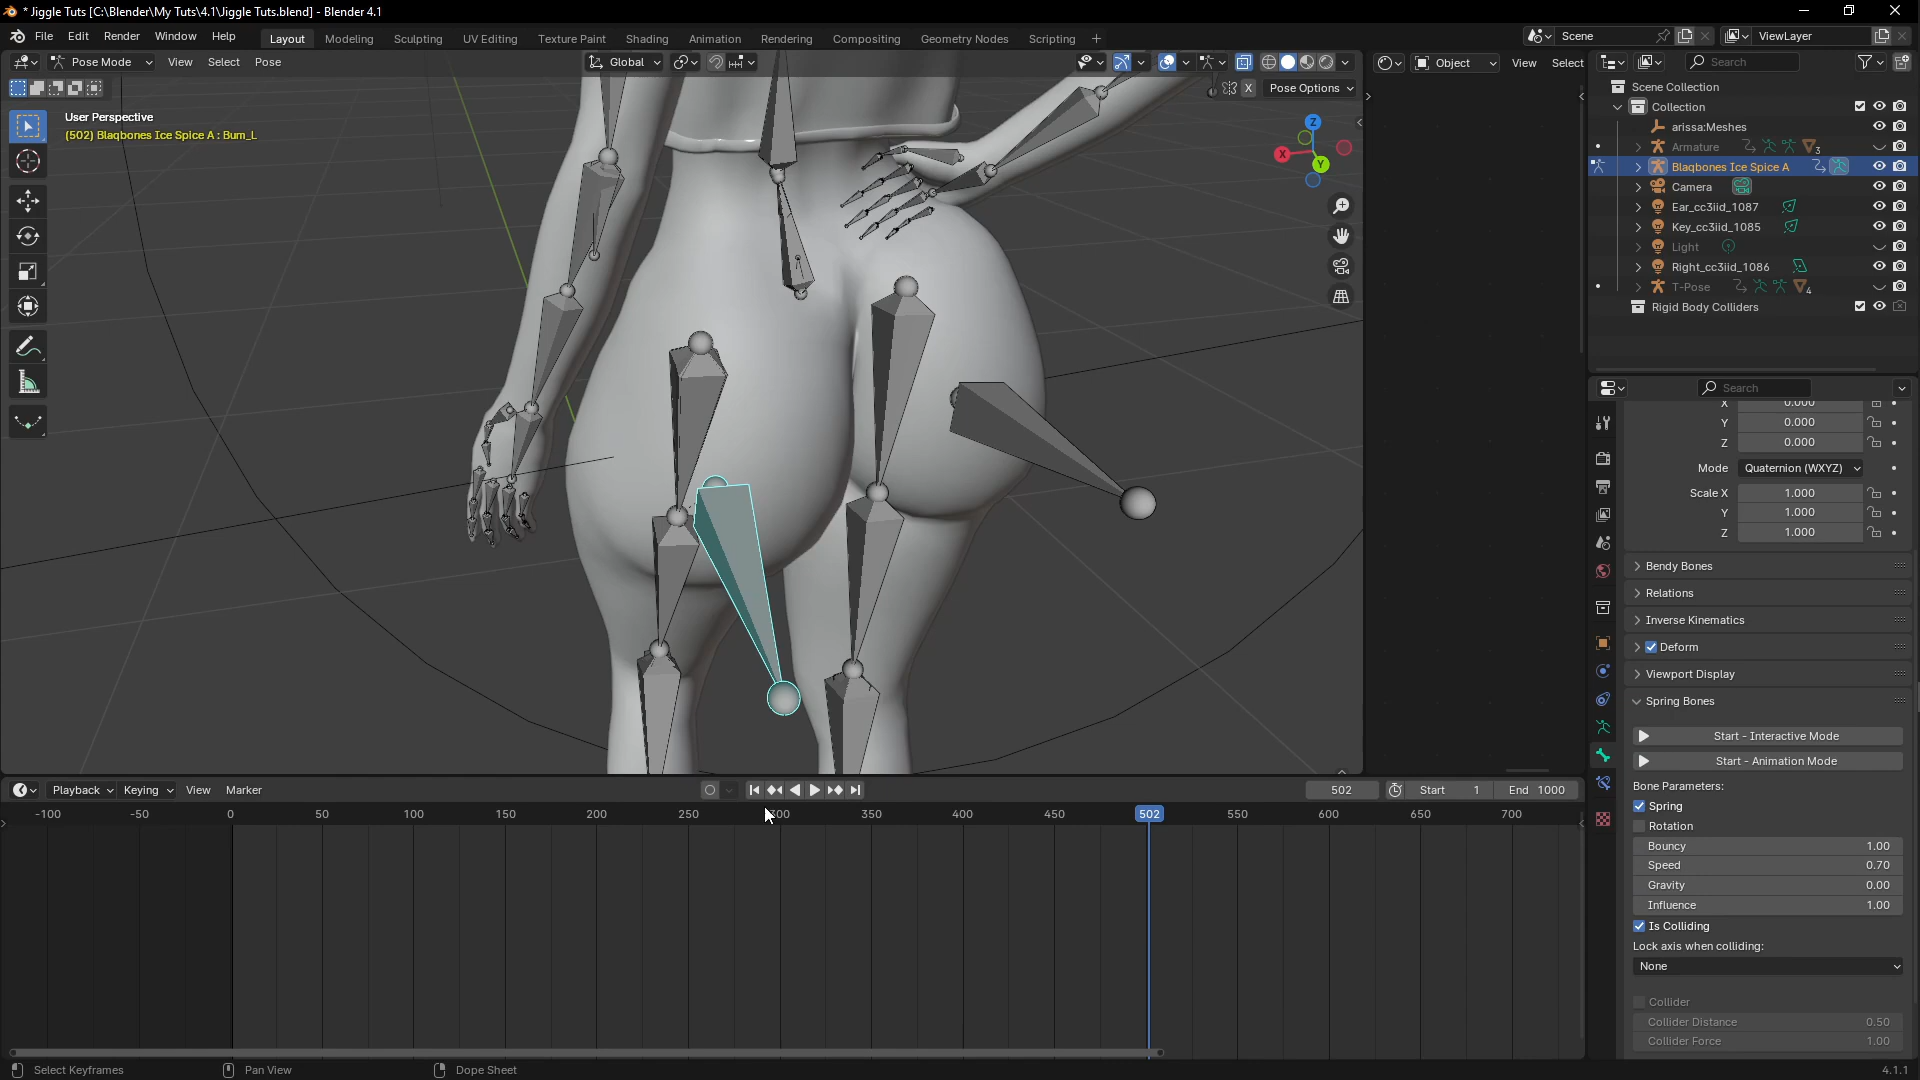 * Jiggle Tuts [C:\Blender\My Tuts\4.1\Jiggle Tuts.blend] - Blender 4.1
File Edit Render Window Help Layout Modeling Sculpting UV Editing Texture Paint Shading Animation Rendering Compositing Geometry Nodes Scripting +
Scene
ViewLayer
Pose Mode View Select Pose
Global
X
Pose Options
Object View Select
User Perspective
(502) Blaqbones Ice Spice A : Bum_L
Z
X
Y
Search
Scene Collection
Collection
arissa:Meshes
Armature 3
Blaqbones Ice Spice A
Camera
Ear_cc3iid_1087
Key_cc3iid_1085
Light
Right_cc3iid_1086
T-Pose 4
Rigid Body Colliders
Search
X 0.000
Y 0.000
Z 0.000
Mode Quaternion (WXYZ)
Scale X 1.000
Y 1.000
Z 1.000
Bendy Bones
Relations
Inverse Kinematics
Deform
Viewport Display
Spring Bones
Start - Interactive Mode
Start - Animation Mode
Bone Parameters:
Spring
Rotation
Bouncy 1.00
Speed 0.70
Gravity 0.00
Influence 1.00
Is Colliding
Lock axis when colliding:
None
Collider
Collider Distance 0.50
Collider Force 1.00
Playback Keying View Marker
502 Start 1 End 1000
-100 -50 0 50 100 150 200 250 300 350 400 450 502 550 600 650 700
Select Keyframes Pan View Dope Sheet
4.1.1